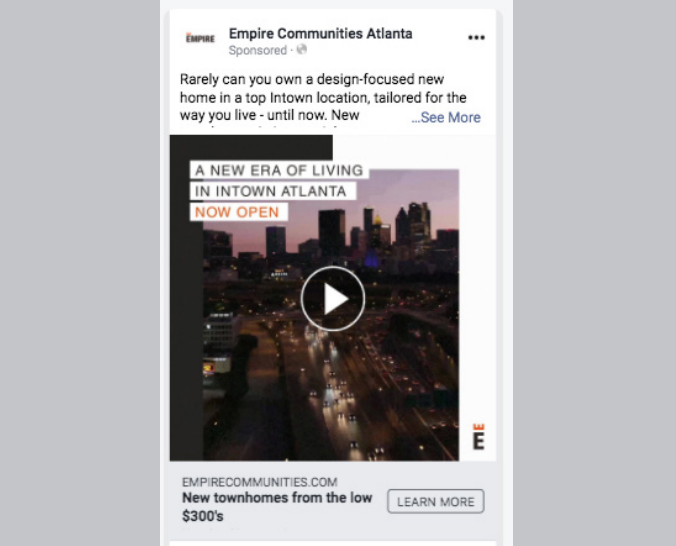 EMPIRE
Empire Communities Atlanta
Sponsored ·
Rarely can you own a design-focused new
home in a top Intown location, tailored for the
way you live - until now. New
...See More
A NEW ERA OF LIVING
IN INTOWN ATLANTA
NOW OPEN
E
EMPIRECOMMUNITIES.COM
New townhomes from the low
$300's
LEARN MORE